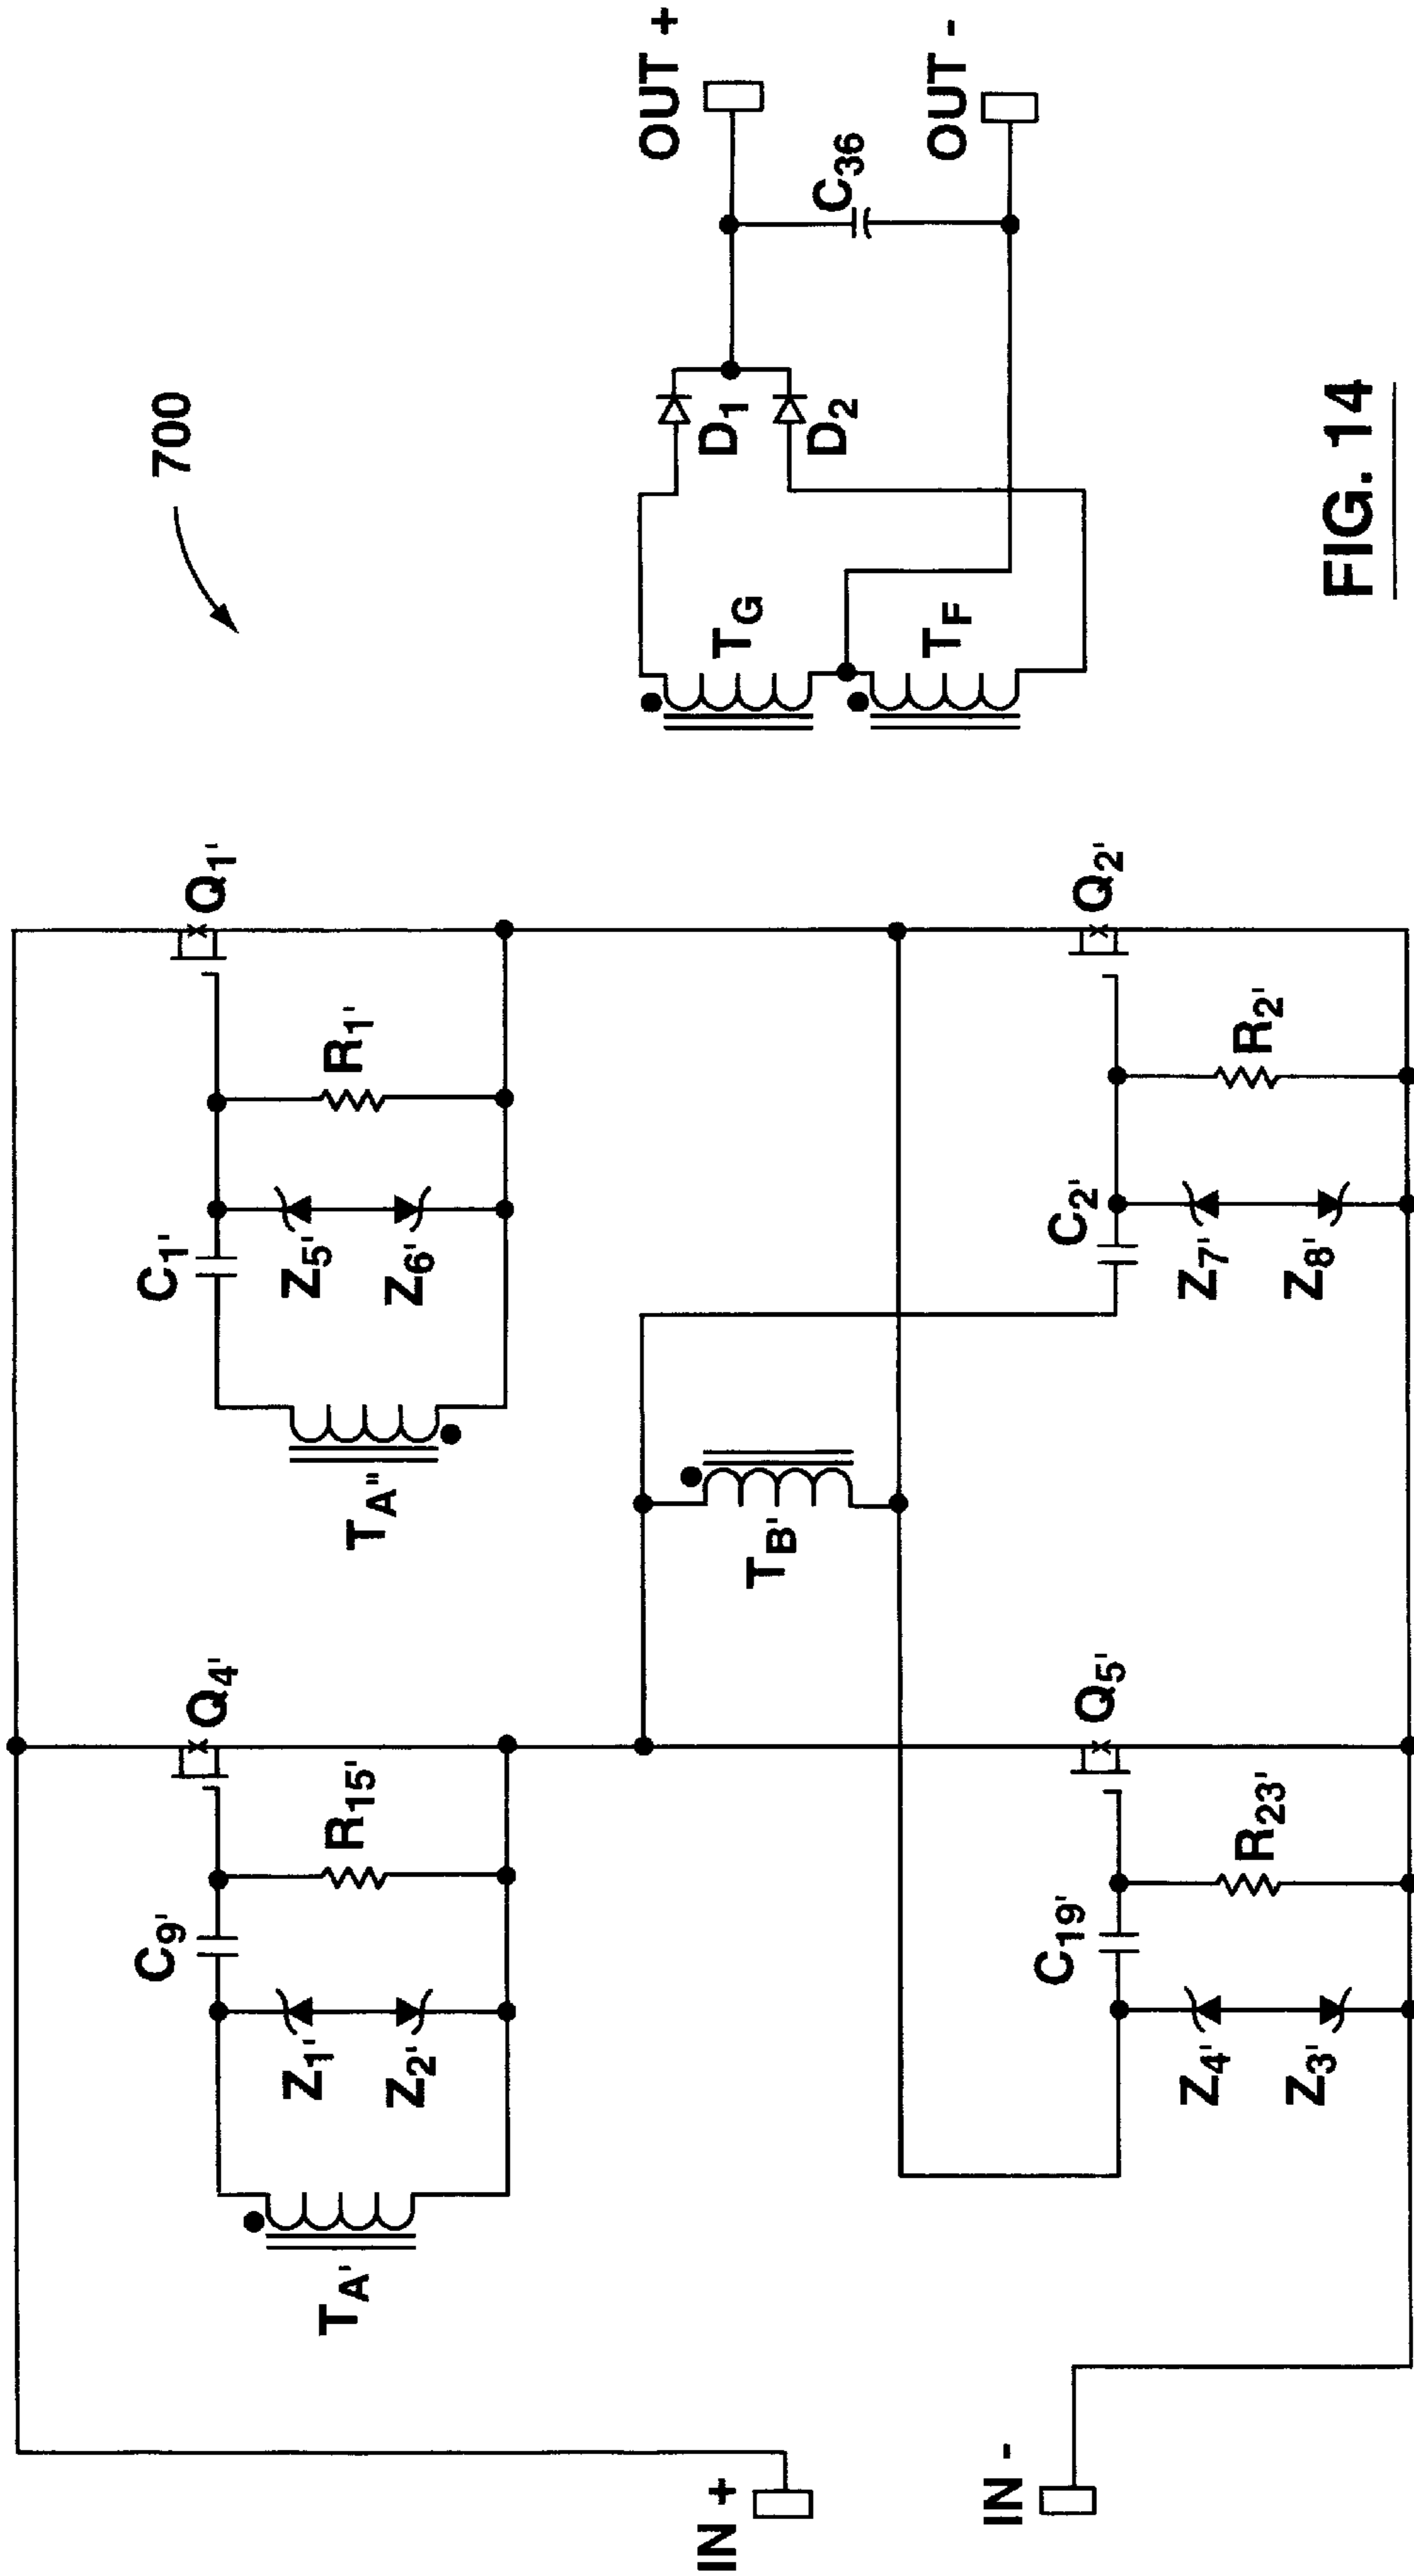 700
Q4'
Q1'
C9'
R15'
C1'
R1'
Z1'
Z2'
Z5'
Z6'
TA'
TA"
OUT +
D1
D2
C36
TG
TF
OUT -
IN +
IN -
TB'
C19'
R23'
Q5'
Z4'
Z3'
C2'
R2'
Q2'
Z7'
Z8'
FIG. 14